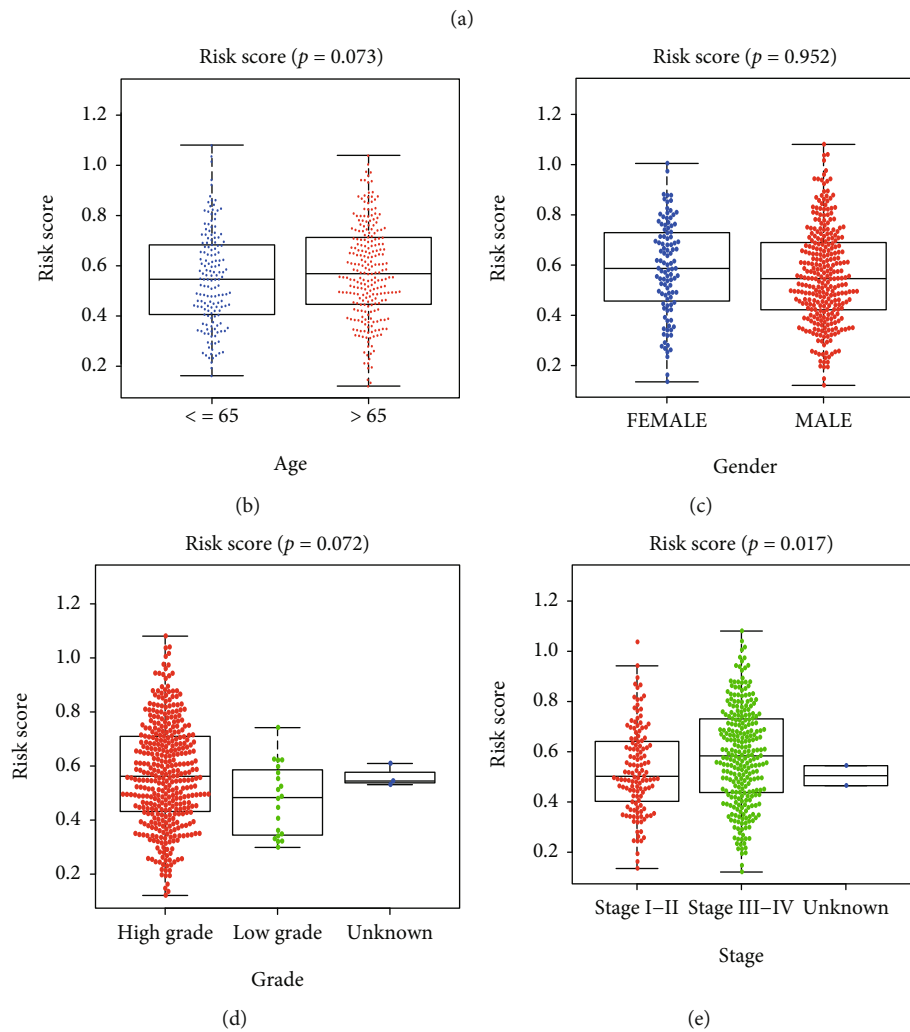 (a)
Risk score (p = 0.073)
Risk score
1.2
1.0
0.8
0.6
0.4
0.2
< = 65
> 65
Age
(b)
Risk score (p = 0.952)
Risk score
1.2
1.0
0.8
0.6
0.4
0.2
FEMALE
MALE
Gender
(c)
Risk score (p = 0.072)
Risk score
1.2
1.0
0.8
0.6
0.4
0.2
High grade
Low grade
Unknown
Grade
(d)
Risk score (p = 0.017)
Risk score
1.2
1.0
0.8
0.6
0.4
0.2
Stage I–II
Stage III–IV
Unknown
Stage
(e)